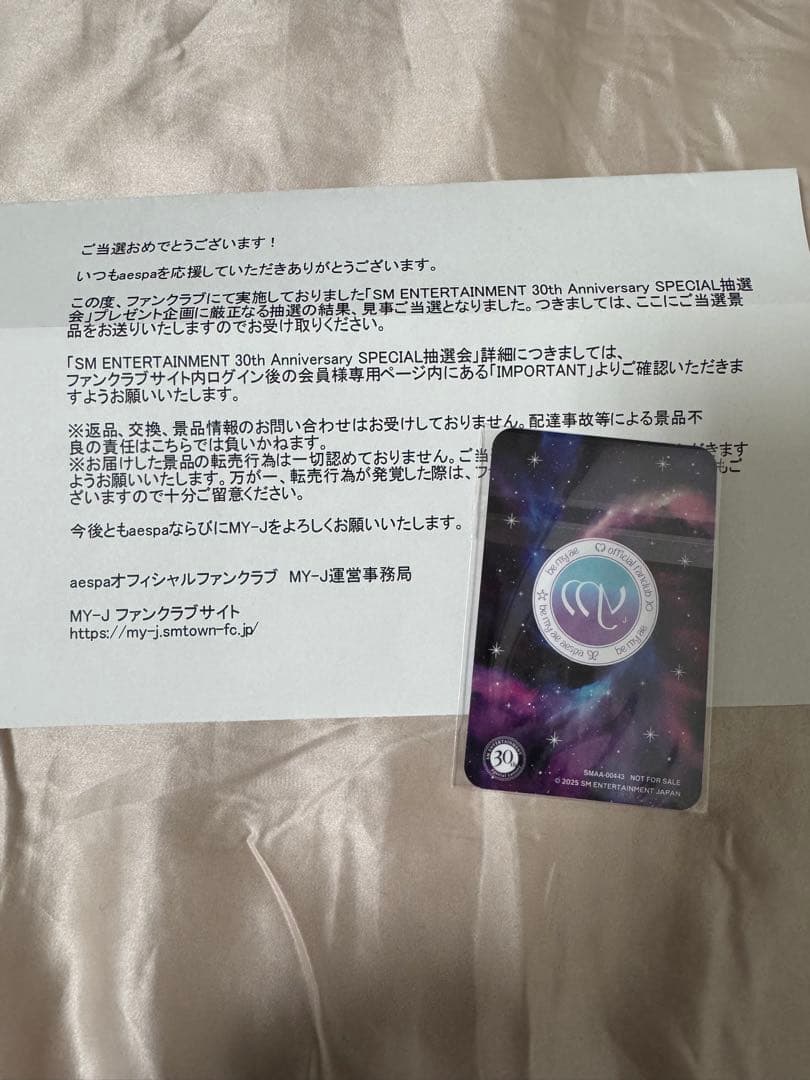 ご当選おめでとうございます！
いつもaespaを応援していただきありがとうございます。
この度、ファンクラブにて実施しておりました「SM ENTERTAINMENT 30th Anniversary SPECIAL抽選
会」プレゼント企画に厳正なる抽選の結果、見事ご当選となりました。つきましては、ここにご当選景
品をお送りいたしますのでお受け取りください。
「SM ENTERTAINMENT 30th Anniversary SPECIAL抽選会」詳細につきましては、
ファンクラブサイト内ログイン後の会員様専用ページ内にある「IMPORTANT」よりご確認いただきま
すようお願いいたします。
※返品、交換、景品情報のお問い合わせはお受けしておりません。配達事故等による景品不
良の責任はこちらでは負いかねます。
※お届けした景品の転売行為は一切認めておりません。ご当 だきます
ようお願いします。万が一、転売行為が発覚した際は、フ もご
ざいますので十分ご留意ください。
今後ともaespaならびにMY-Jをよろしくお願いいたします。
aespaオフィシャルファンクラブ MY-J運営事務局
MY-J ファンクラブサイト
https://my-j.smtown-fc.jp/
be my ae official fanclub
my J
be my ae aespa be my ae
SM ENTERTAINMENT
30th
SMAA-00443 NOT FOR SALE
© 2025 SM ENTERTAINMENT JAPAN